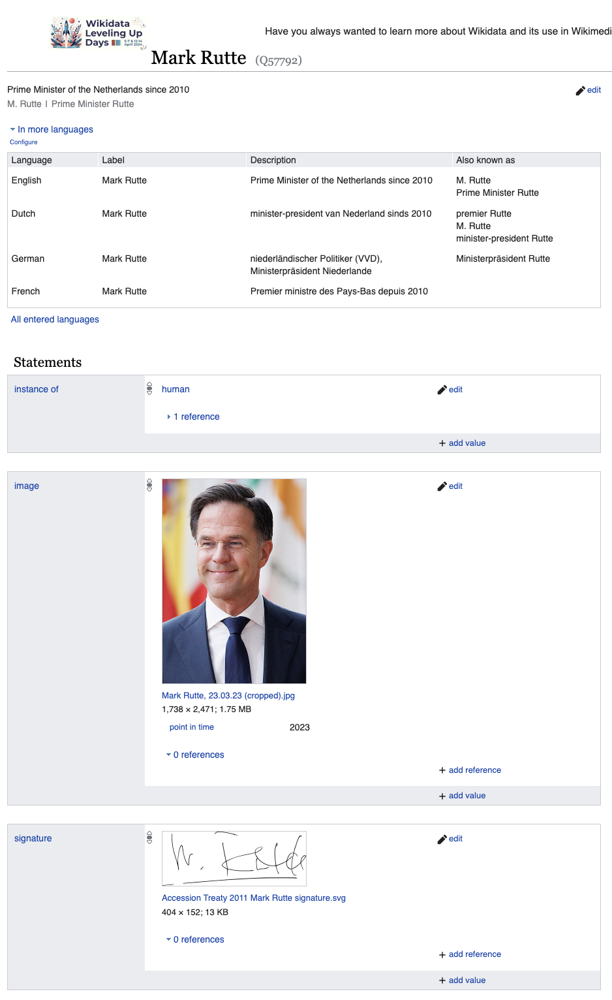 Wikidata
Leveling Up
Days
5-7 & 12-14
April 2024
Have you always wanted to learn more about Wikidata and its use in Wikimedi
Mark Rutte (Q57792)
Prime Minister of the Netherlands since 2010
edit
M. Rutte | Prime Minister Rutte
In more languages
Configure
Language Label Description Also known as
English Mark Rutte Prime Minister of the Netherlands since 2010 M. Rutte
Prime Minister Rutte
Dutch Mark Rutte minister-president van Nederland sinds 2010 premier Rutte
M. Rutte
minister-president Rutte
German Mark Rutte niederländischer Politiker (VVD), Ministerpräsident Rutte
Ministerpräsident Niederlande
French Mark Rutte Premier ministre des Pays-Bas depuis 2010
All entered languages
Statements
instance of human edit
1 reference
+ add value
image edit
Mark Rutte, 23.03.23 (cropped).jpg
1,738 × 2,471; 1.75 MB
point in time 2023
0 references
+ add reference
+ add value
signature edit
Accession Treaty 2011 Mark Rutte signature.svg
404 × 152; 13 KB
0 references
+ add reference
+ add value